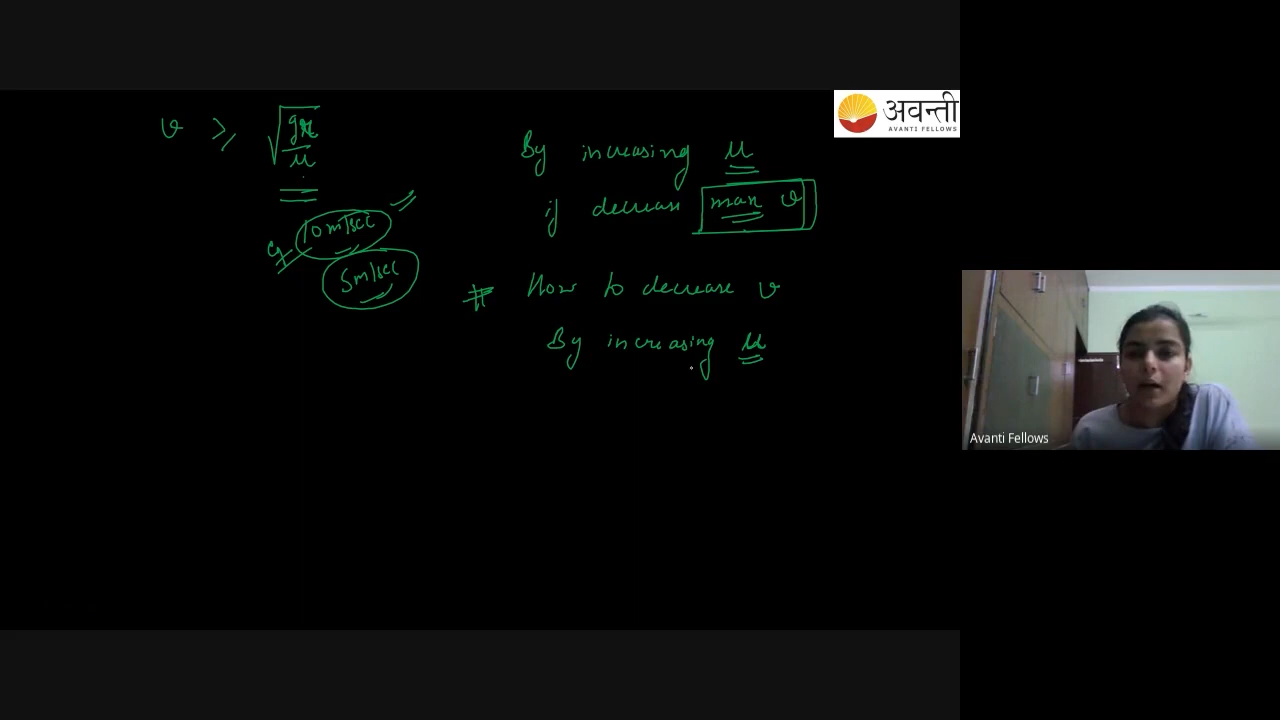 v ≥ √(gr/μ)
eg 10 m/sec
5 m/sec
By increasing μ
if decrease max v
# How to decrease v
By increasing μ
अवन्ती
AVANTI FELLOWS
Avanti Fellows